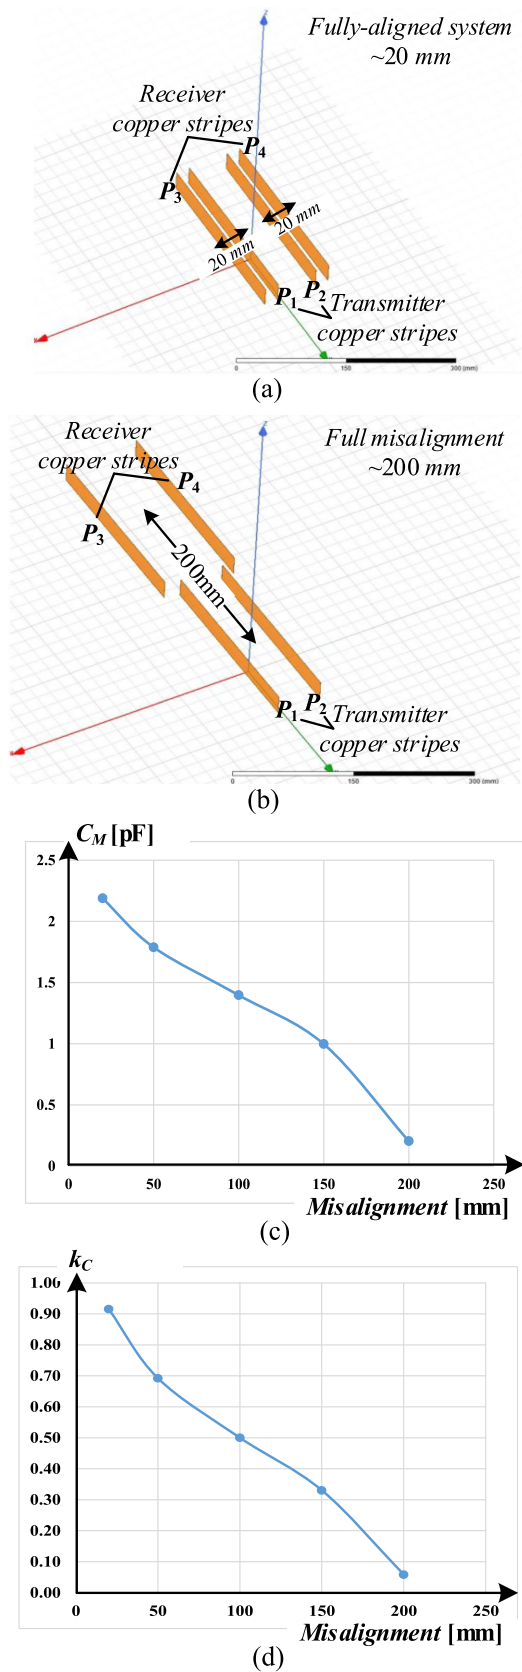 Fully-aligned system
~20 mm
Receiver
copper stripes
P4
P3
20 mm
20 mm
P1
P2
Transmitter
copper stripes
0
150
300 (mm)
(a)
Receiver
copper stripes
Full misalignment
~200 mm
P4
P3
200mm
P1
P2
Transmitter
copper stripes
0
150
300 (mm)
(b)
CM [pF]
2.5
2
1.5
1
0.5
0
0 50 100 150 200 250
Misalignment [mm]
(c)
kC
1.06
0.90
0.80
0.70
0.60
0.50
0.40
0.30
0.20
0.10
0.00
0 50 100 150 200 250
Misalignment [mm]
(d)